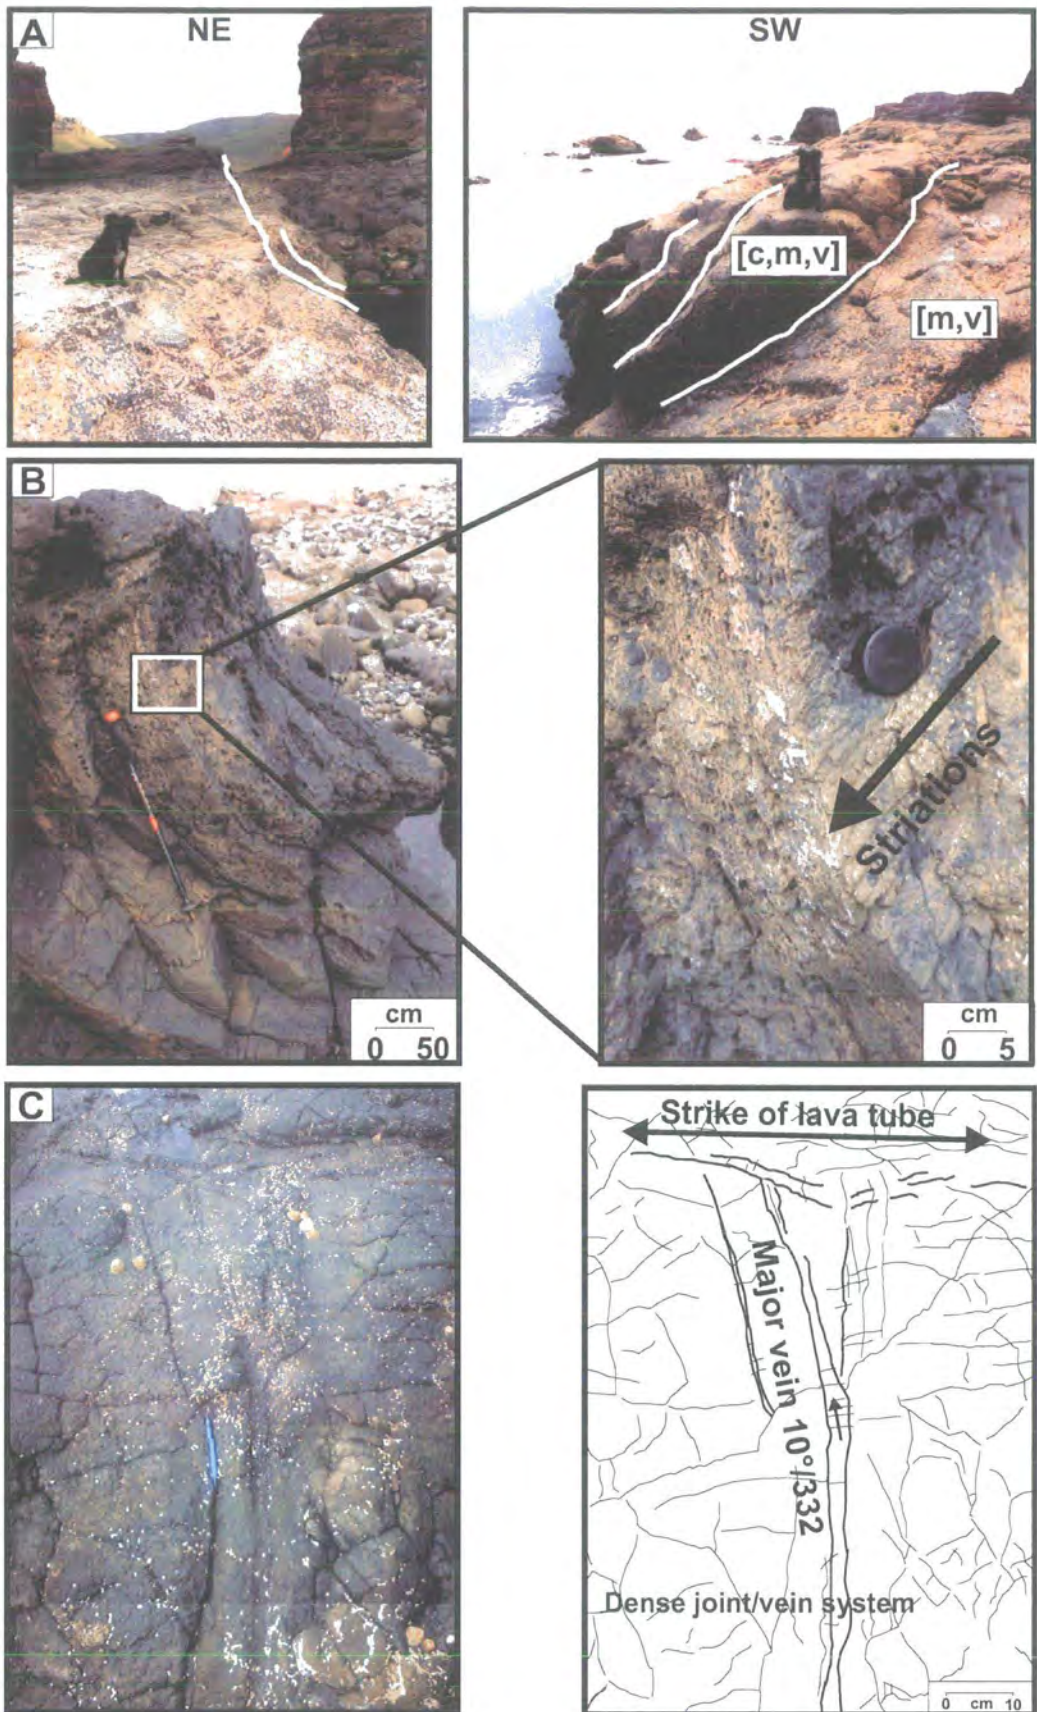 A
NE
SW
[c,m,v]
[m,v]
B
Striations
cm
0 50
cm
0 5
C
Strike of lava tube
Major vein 10°/332
Dense joint/vein system
0 cm 10